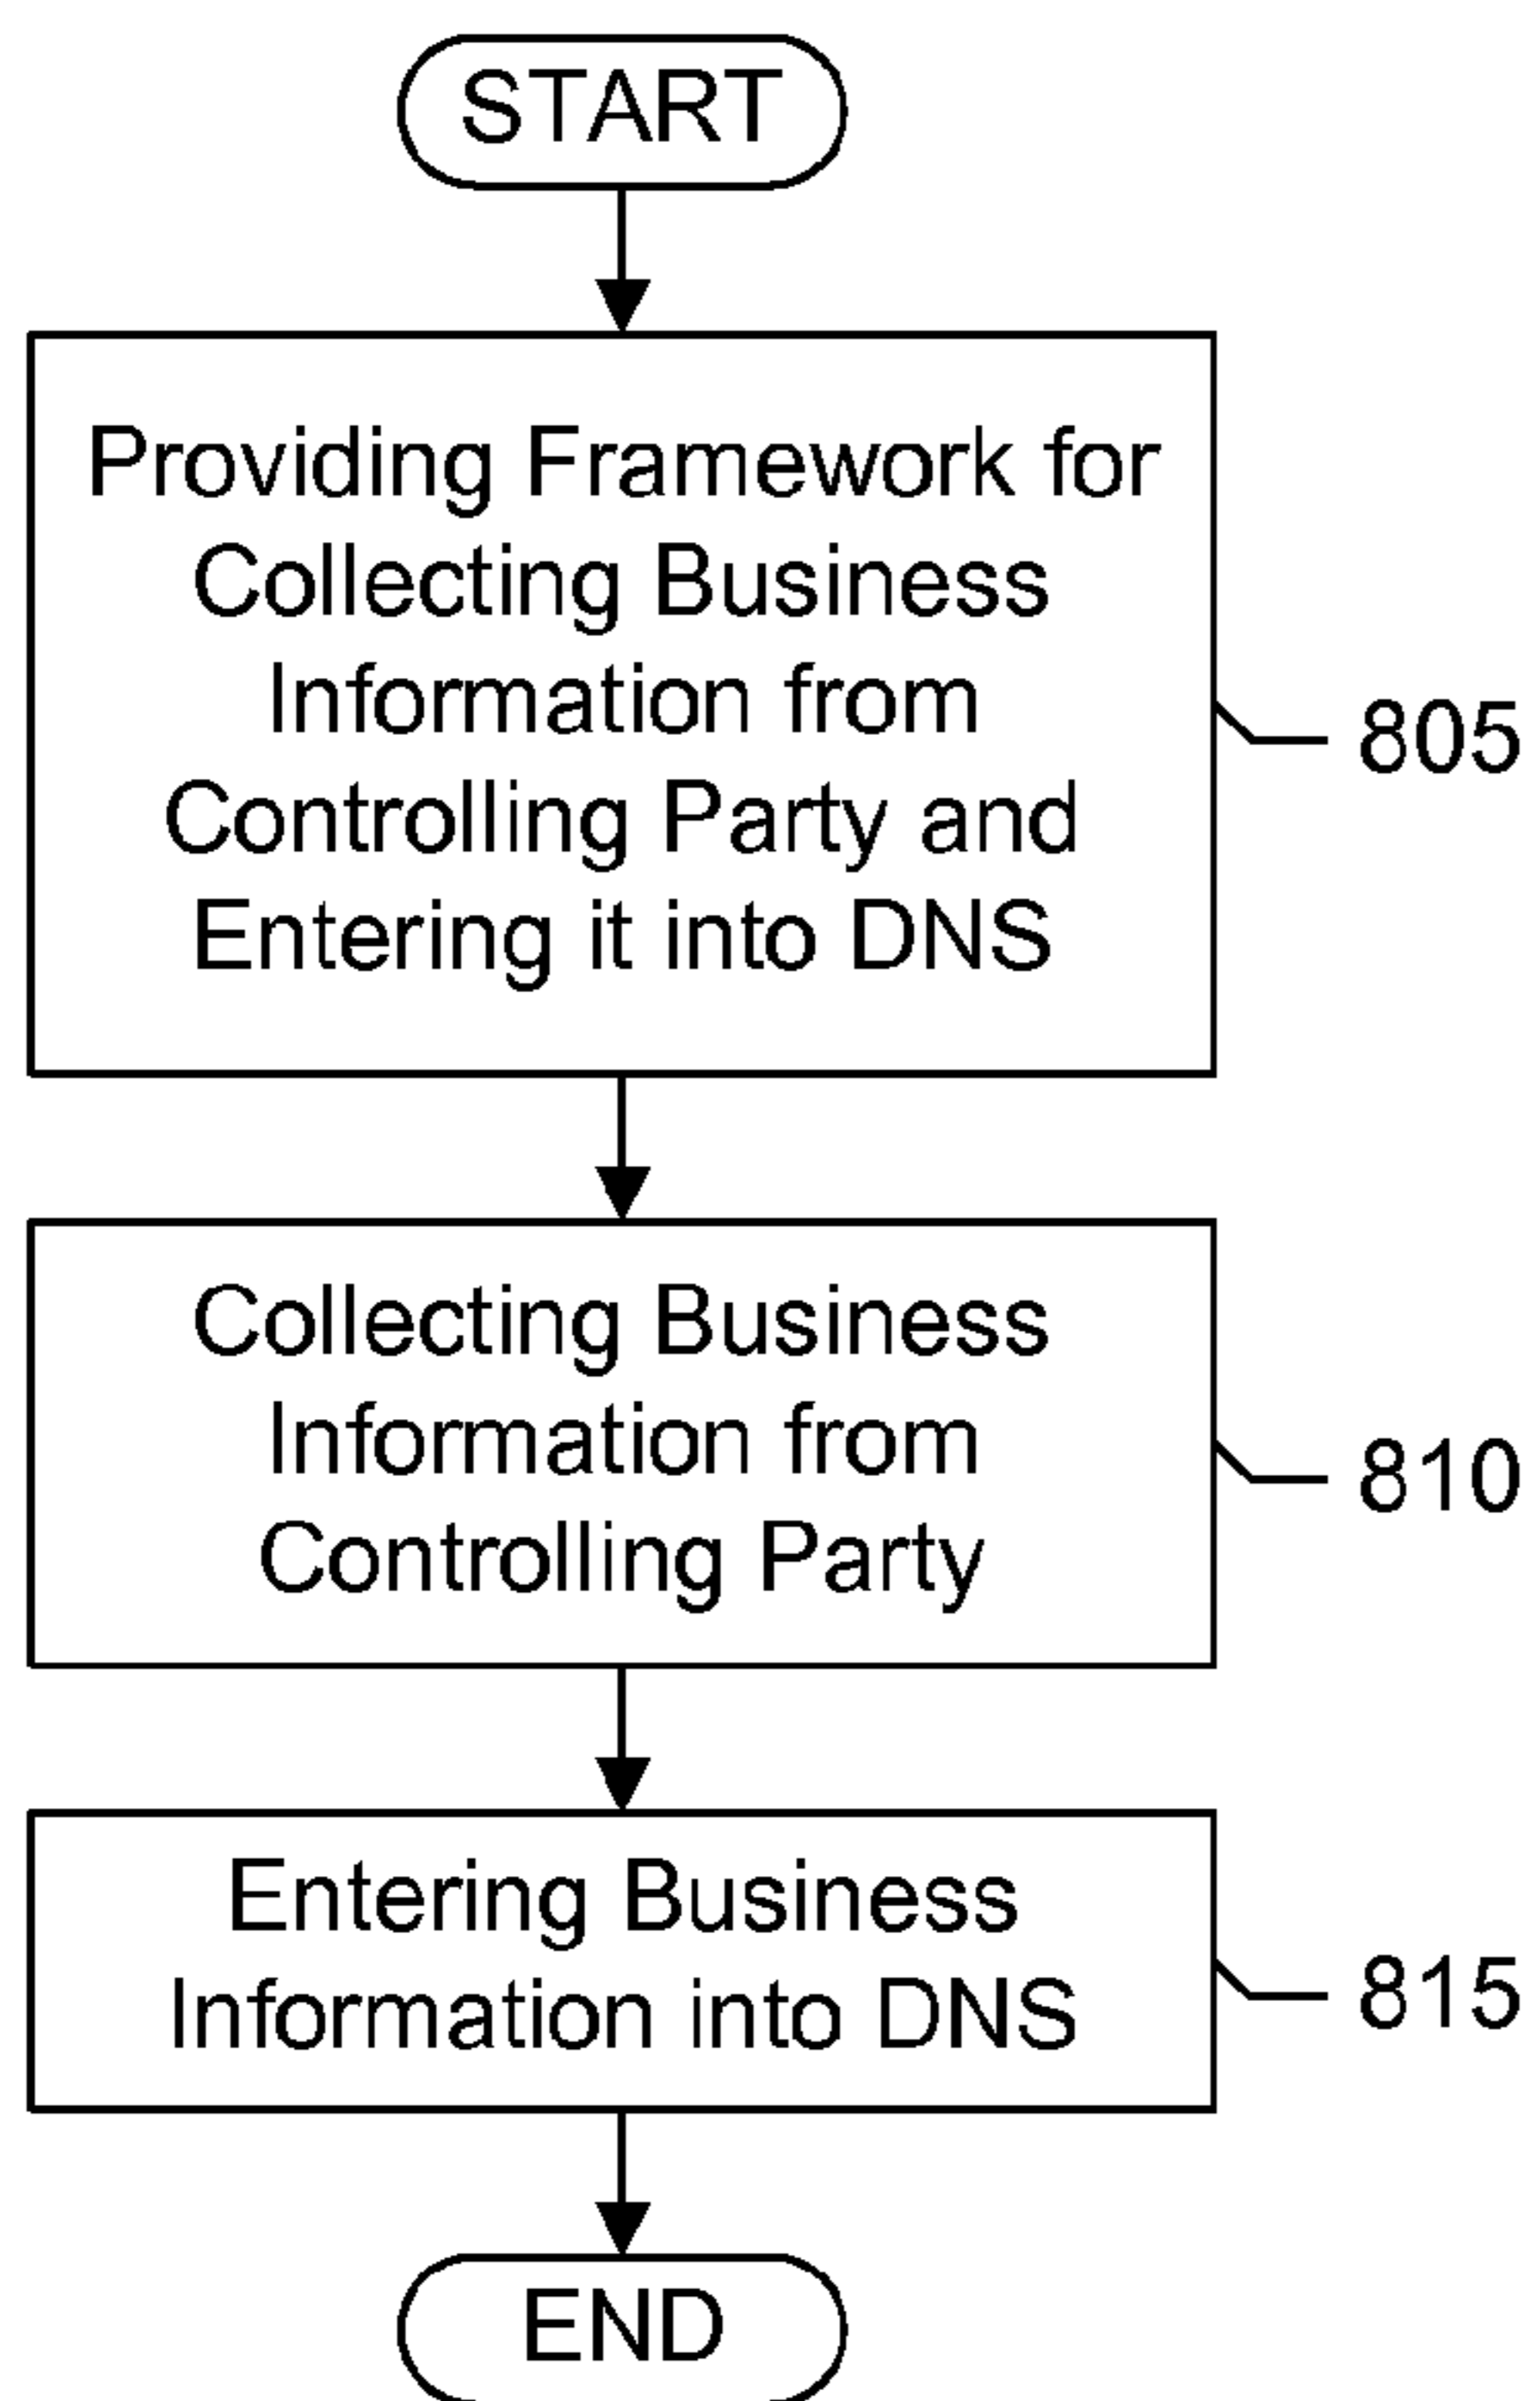 START
Providing Framework for
Collecting Business
Information from
Controlling Party and
Entering it into DNS
805
Collecting Business
Information from
Controlling Party
810
Entering Business
Information into DNS
815
END